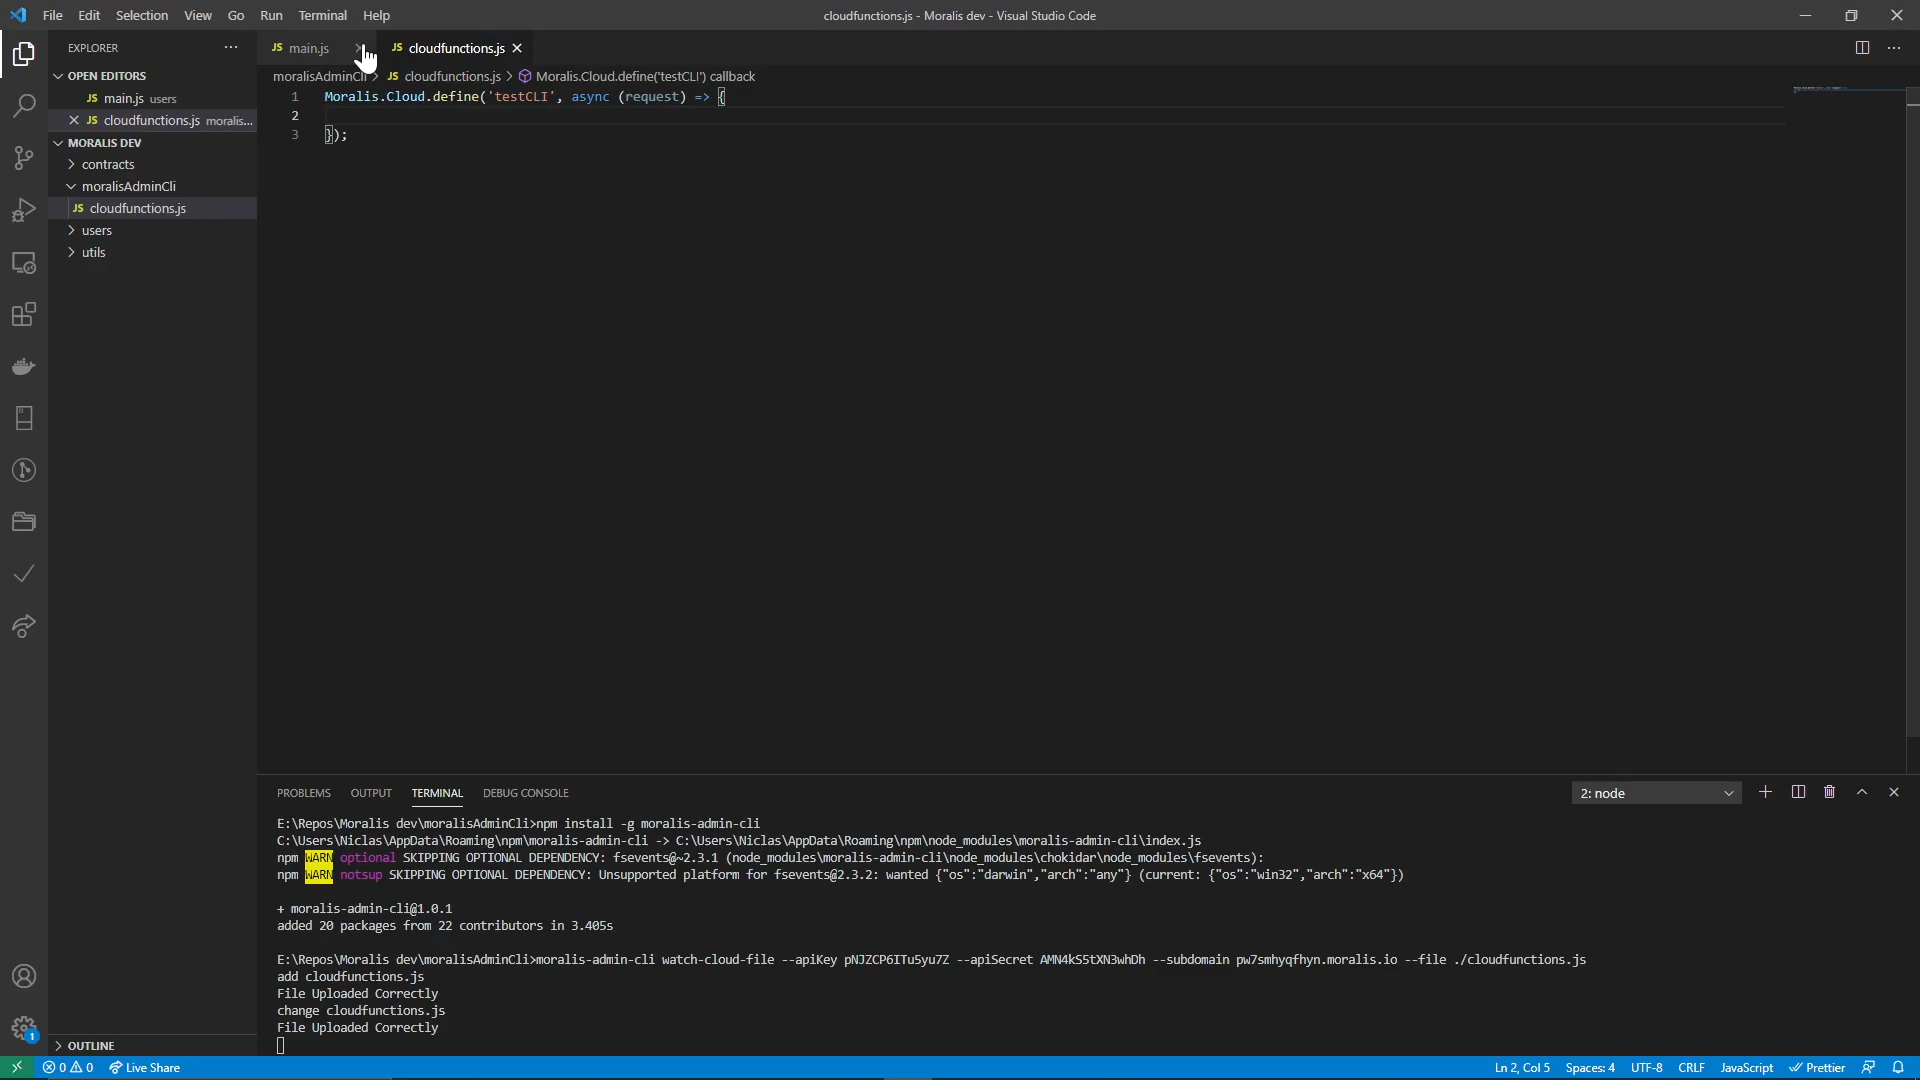 File Edit Selection View Go Run Terminal Help
cloudfunctions.js - Moralis dev - Visual Studio Code
EXPLORER
JS main.js
JS cloudfunctions.js
OPEN EDITORS
JS main.js users
JS cloudfunctions.js moralis...
MORALIS DEV
contracts
moralisAdminCli
JS cloudfunctions.js
users
utils
OUTLINE
moralisAdminCli > JS cloudfunctions.js > Moralis.Cloud.define('testCLI') callback
1 Moralis.Cloud.define('testCLI', async (request) => {
2
3 });
PROBLEMS OUTPUT TERMINAL DEBUG CONSOLE
2: node
E:\Repos\Moralis dev\moralisAdminCli>npm install -g moralis-admin-cli
C:\Users\Niclas\AppData\Roaming\npm\moralis-admin-cli -> C:\Users\Niclas\AppData\Roaming\npm\node_modules\moralis-admin-cli\index.js
npm WARN optional SKIPPING OPTIONAL DEPENDENCY: fsevents@~2.3.1 (node_modules\moralis-admin-cli\node_modules\chokidar\node_modules\fsevents):
npm WARN notsup SKIPPING OPTIONAL DEPENDENCY: Unsupported platform for fsevents@2.3.2: wanted {"os":"darwin","arch":"any"} (current: {"os":"win32","arch":"x64"})
+ moralis-admin-cli@1.0.1
added 20 packages from 22 contributors in 3.405s
E:\Repos\Moralis dev\moralisAdminCli>moralis-admin-cli watch-cloud-file --apiKey pNJZCP6ITu5yu7Z --apiSecret AMN4kS5tXN3whDh --subdomain pw7smhyqfhyn.moralis.io --file ./cloudfunctions.js
add cloudfunctions.js
File Uploaded Correctly
change cloudfunctions.js
File Uploaded Correctly
1
0 0 Live Share
Ln 2, Col 5 Spaces: 4 UTF-8 CRLF JavaScript Prettier